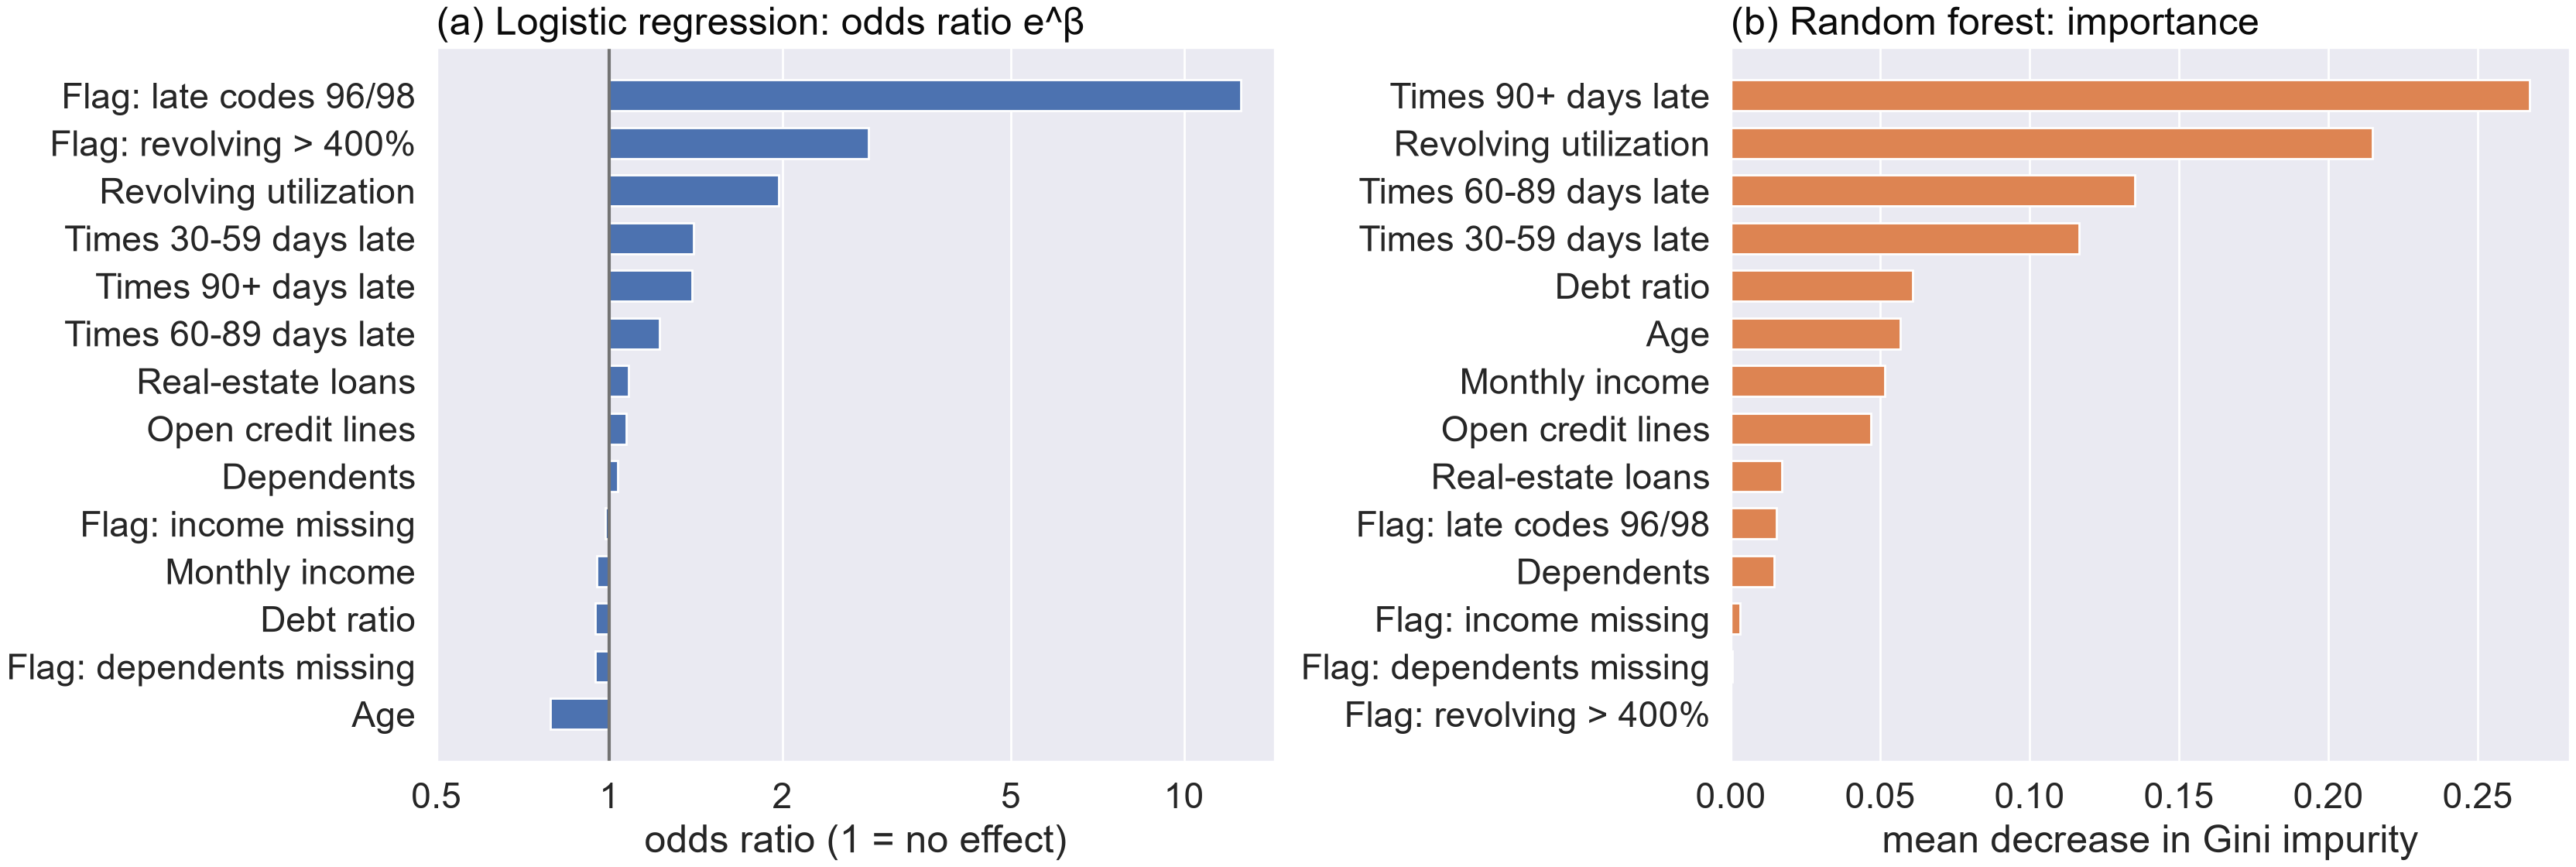 (a) Logistic regression: odds ratio e^β
Flag: late codes 96/98
Flag: revolving > 400%
Revolving utilization
Times 30-59 days late
Times 90+ days late
Times 60-89 days late
Real-estate loans
Open credit lines
Dependents
Flag: income missing
Monthly income
Debt ratio
Flag: dependents missing
Age
0.5 1 2 5 10
odds ratio (1 = no effect)
(b) Random forest: importance
Times 90+ days late
Revolving utilization
Times 60-89 days late
Times 30-59 days late
Debt ratio
Age
Monthly income
Open credit lines
Real-estate loans
Flag: late codes 96/98
Dependents
Flag: income missing
Flag: dependents missing
Flag: revolving > 400%
0.00 0.05 0.10 0.15 0.20 0.25
mean decrease in Gini impurity